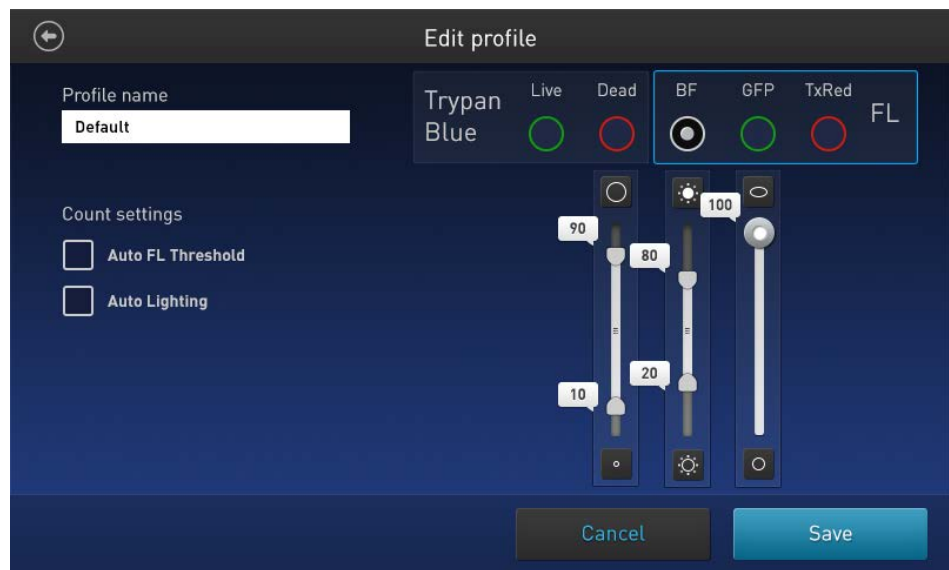 Edit profile
Profile name
Default
Trypan
Blue
Live
Dead
BF
GFP
TxRed
FL
Count settings
Auto FL Threshold
Auto Lighting
90
10
80
20
100
Cancel
Save